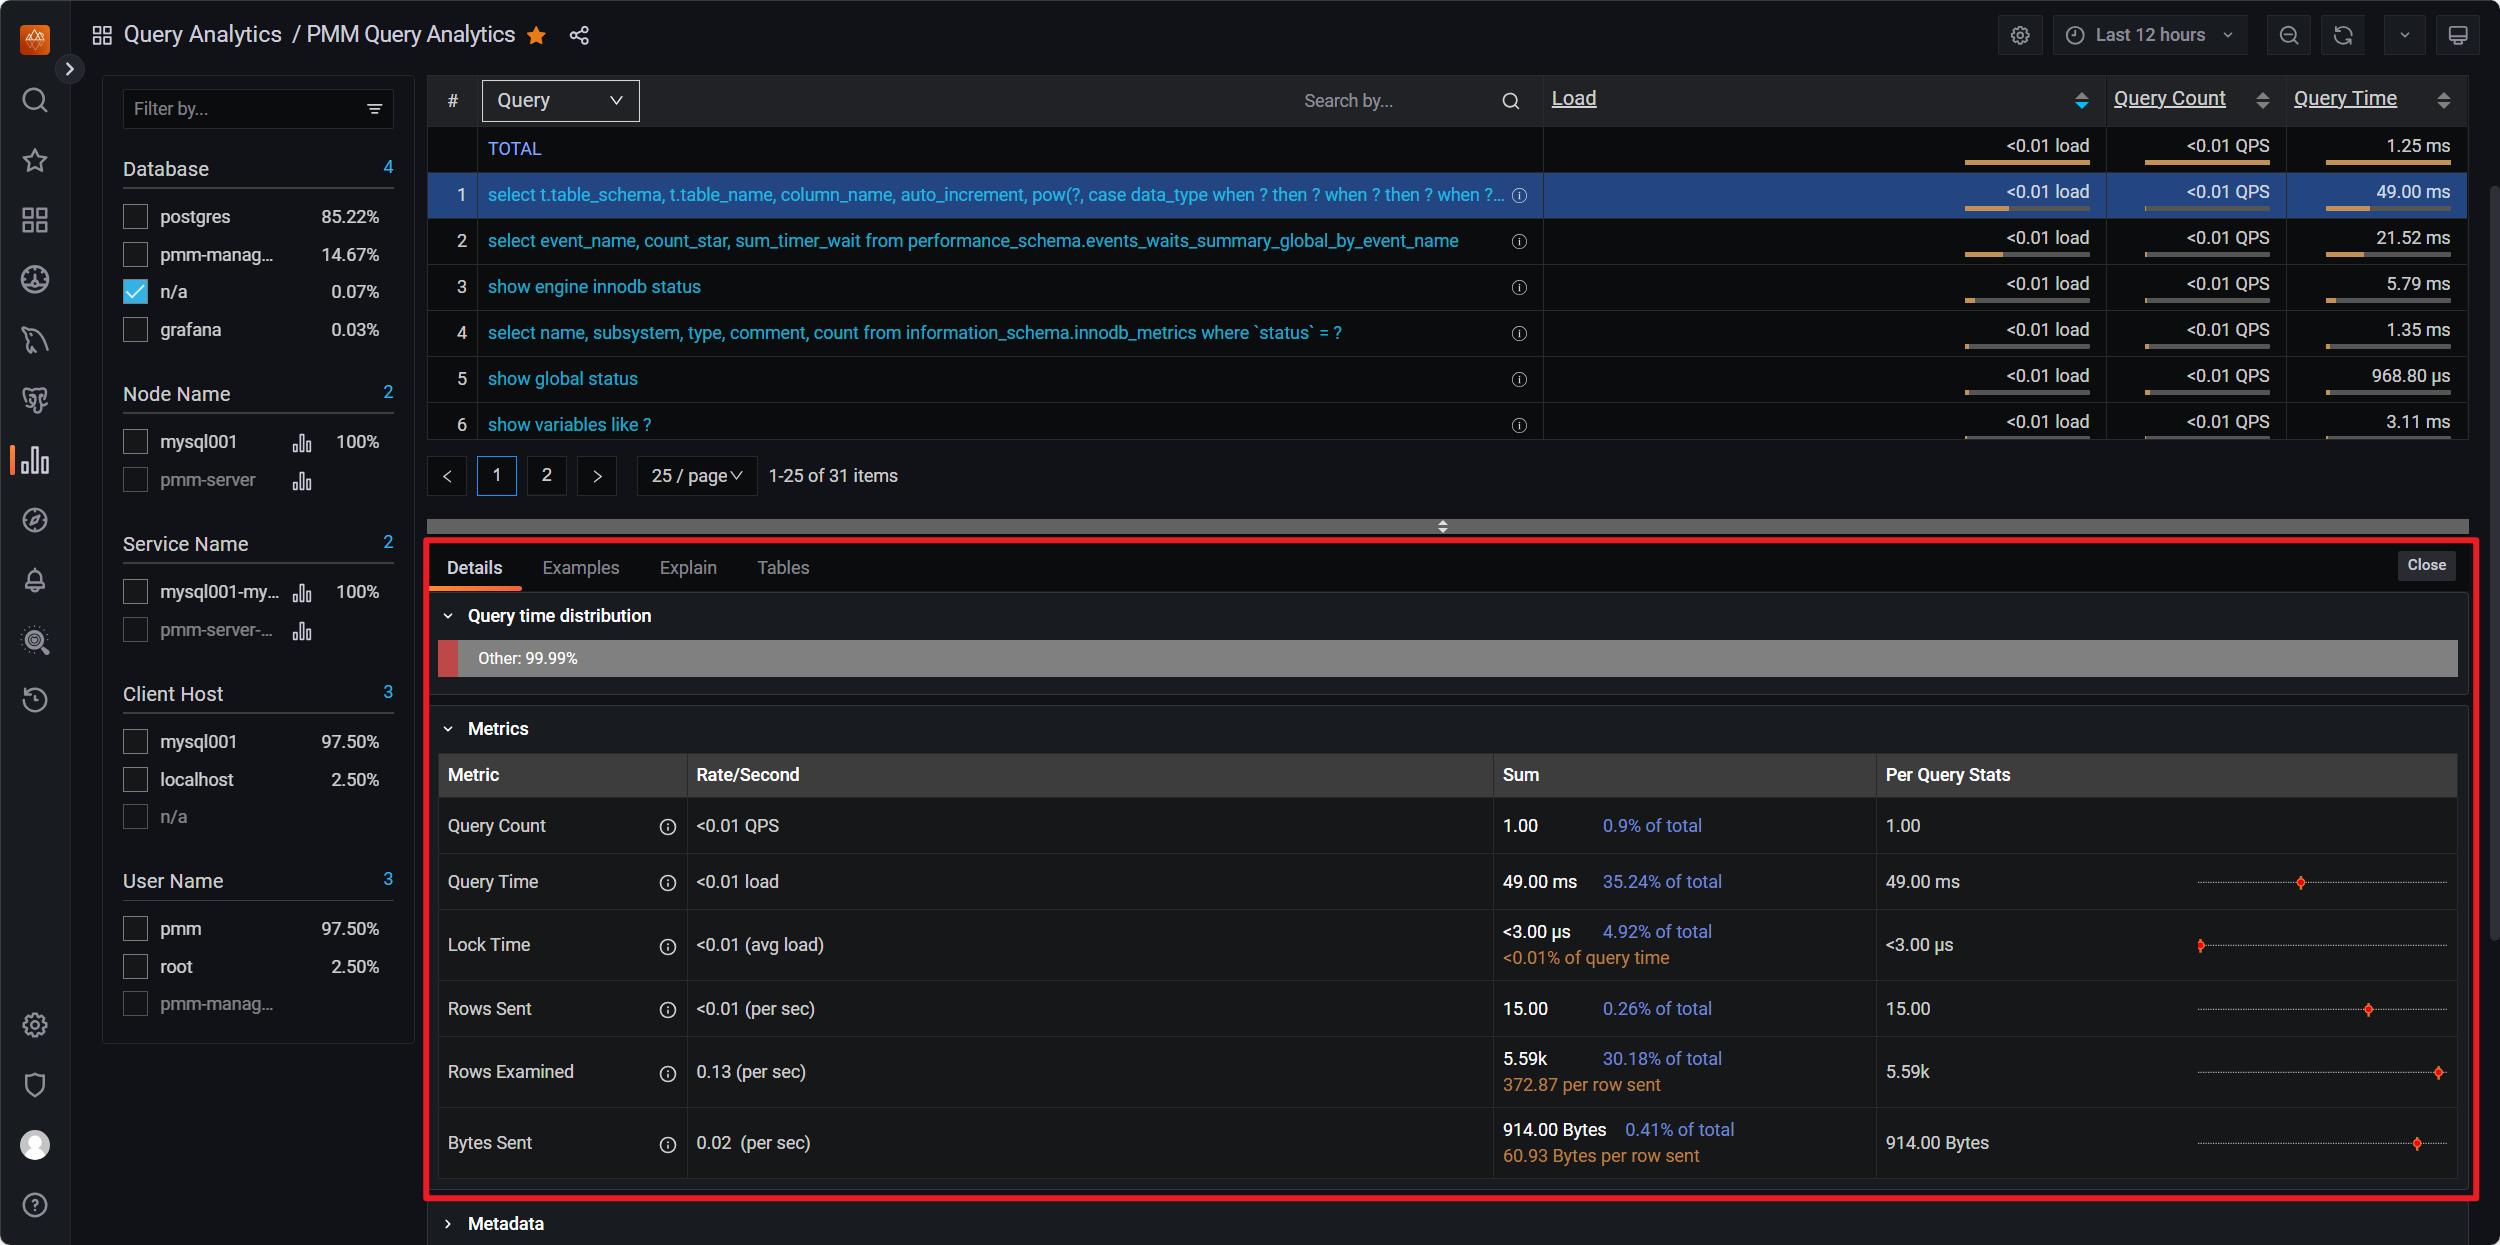 Query Analytics / PMM Query Analytics
Last 12 hours
Filter by...
Database 4
postgres 85.22%
pmm-manag... 14.67%
n/a 0.07%
grafana 0.03%
Node Name 2
mysql001 100%
pmm-server
Service Name 2
mysql001-my... 100%
pmm-server-...
Client Host 3
mysql001 97.50%
localhost 2.50%
n/a
User Name 3
pmm 97.50%
root 2.50%
pmm-manag...
# Query Search by... Load Query Count Query Time
TOTAL <0.01 load <0.01 QPS 1.25 ms
1 select t.table_schema, t.table_name, column_name, auto_increment, pow(?, case data_type when ? then ? when ? then ? when ?... <0.01 load <0.01 QPS 49.00 ms
2 select event_name, count_star, sum_timer_wait from performance_schema.events_waits_summary_global_by_event_name <0.01 load <0.01 QPS 21.52 ms
3 show engine innodb status <0.01 load <0.01 QPS 5.79 ms
4 select name, subsystem, type, comment, count from information_schema.innodb_metrics where `status` = ? <0.01 load <0.01 QPS 1.35 ms
5 show global status <0.01 load <0.01 QPS 968.80 µs
6 show variables like ? <0.01 load <0.01 QPS 3.11 ms
< 1 2 > 25 / page 1-25 of 31 items
Details Examples Explain Tables Close
Query time distribution
Other: 99.99%
Metrics
Metric Rate/Second Sum Per Query Stats
Query Count <0.01 QPS 1.00 0.9% of total 1.00
Query Time <0.01 load 49.00 ms 35.24% of total 49.00 ms
Lock Time <0.01 (avg load) <3.00 µs 4.92% of total <3.00 µs
<0.01% of query time
Rows Sent <0.01 (per sec) 15.00 0.26% of total 15.00
Rows Examined 0.13 (per sec) 5.59k 30.18% of total 5.59k
372.87 per row sent
Bytes Sent 0.02 (per sec) 914.00 Bytes 0.41% of total 914.00 Bytes
60.93 Bytes per row sent
Metadata